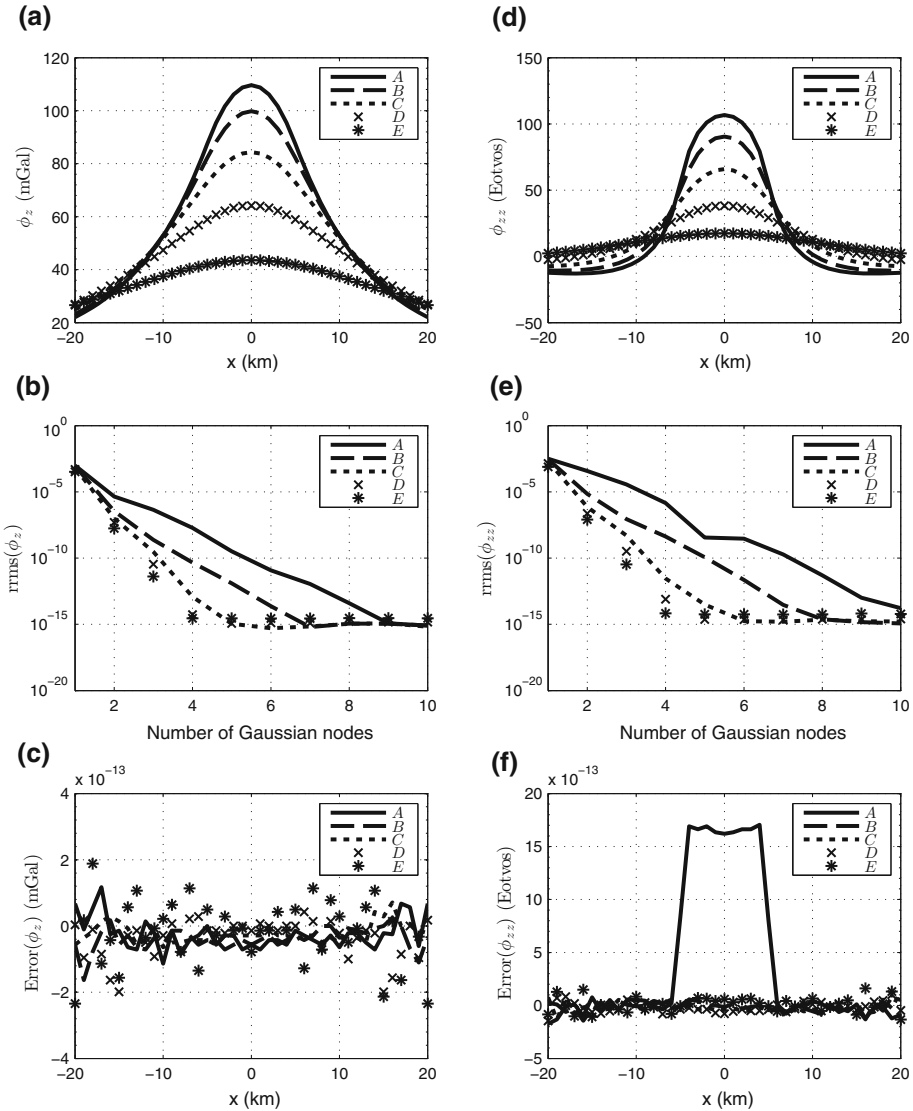 (a)
120
100
80
60
40
20
ϕz (mGal)
−20 −10 0 10 20
x (km)
A
B
C
D
E
(d)
150
100
50
0
−50
ϕzz (Eotvos)
−20 −10 0 10 20
x (km)
A
B
C
D
E
(b)
10^0
10^−5
10^−10
10^−15
10^−20
rrms(ϕz)
2 4 6 8 10
Number of Gaussian nodes
A
B
C
D
E
(e)
10^0
10^−5
10^−10
10^−15
10^−20
rrms(ϕzz)
2 4 6 8 10
Number of Gaussian nodes
A
B
C
D
E
(c)
x 10^−13
4
2
0
−2
−4
Error(ϕz) (mGal)
−20 −10 0 10 20
x (km)
A
B
C
D
E
(f)
x 10^−13
20
15
10
5
0
−5
Error(ϕzz) (Eotvos)
−20 −10 0 10 20
x (km)
A
B
C
D
E